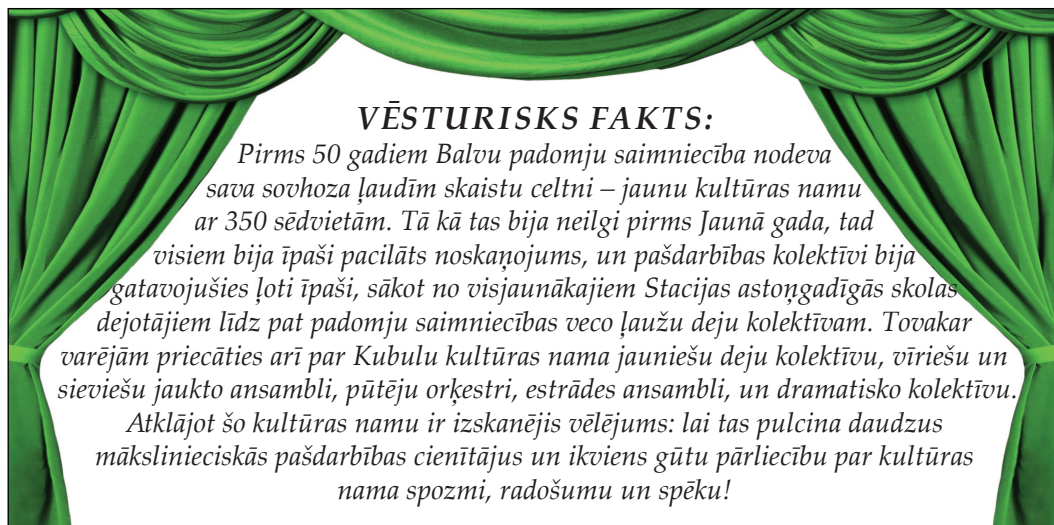 VĒSTURISKS FAKTS:
Pirms 50 gadiem Balvu padomju saimniecība nodeva
sava sovhoza ļaudīm skaistu celtni – jaunu kultūras namu
ar 350 sēdvietām. Tā kā tas bija neilgi pirms Jaunā gada, tad
visiem bija īpaši pacilāts noskaņojums, un pašdarbības kolektīvi bija
gatavojušies ļoti īpaši, sākot no visjaunākajiem Stacijas astoņgadīgās skolas
dejotājiem līdz pat padomju saimniecības veco ļaužu deju kolektīvam. Tovakar
varējām priecāties arī par Kubulu kultūras nama jauniešu deju kolektīvu, vīriešu un
sieviešu jaukto ansambli, pūtēju orķestri, estrādes ansambli, un dramatisko kolektīvu.
Atklājot šo kultūras namu ir izskanējis vēlējums: lai tas pulcina daudzus
mākslinieciskās pašdarbības cienītājus un ikviens gūtu pārliecību par kultūras
nama spozmi, radošumu un spēku!